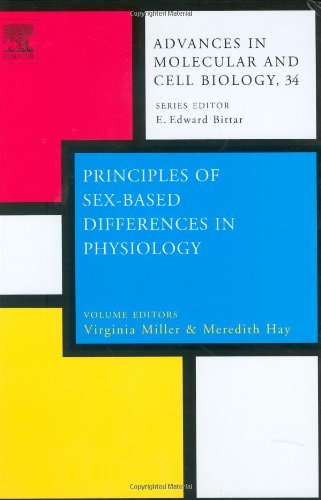 ELSEVIER
ADVANCES IN
MOLECULAR AND
CELL BIOLOGY, 34
SERIES EDITOR
E. Edward Bittar
PRINCIPLES OF
SEX-BASED
DIFFERENCES IN
PHYSIOLOGY
VOLUME EDITORS
Virginia Miller & Meredith Hay